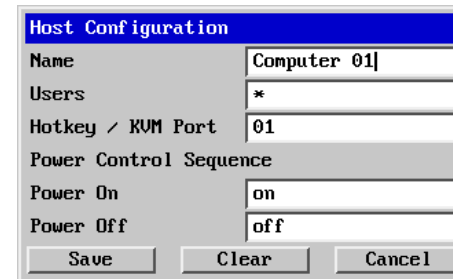 Host Configuration
Name Computer 01
Users *
Hotkey / KVM Port 01
Power Control Sequence
Power On on
Power Off off
Save Clear Cancel